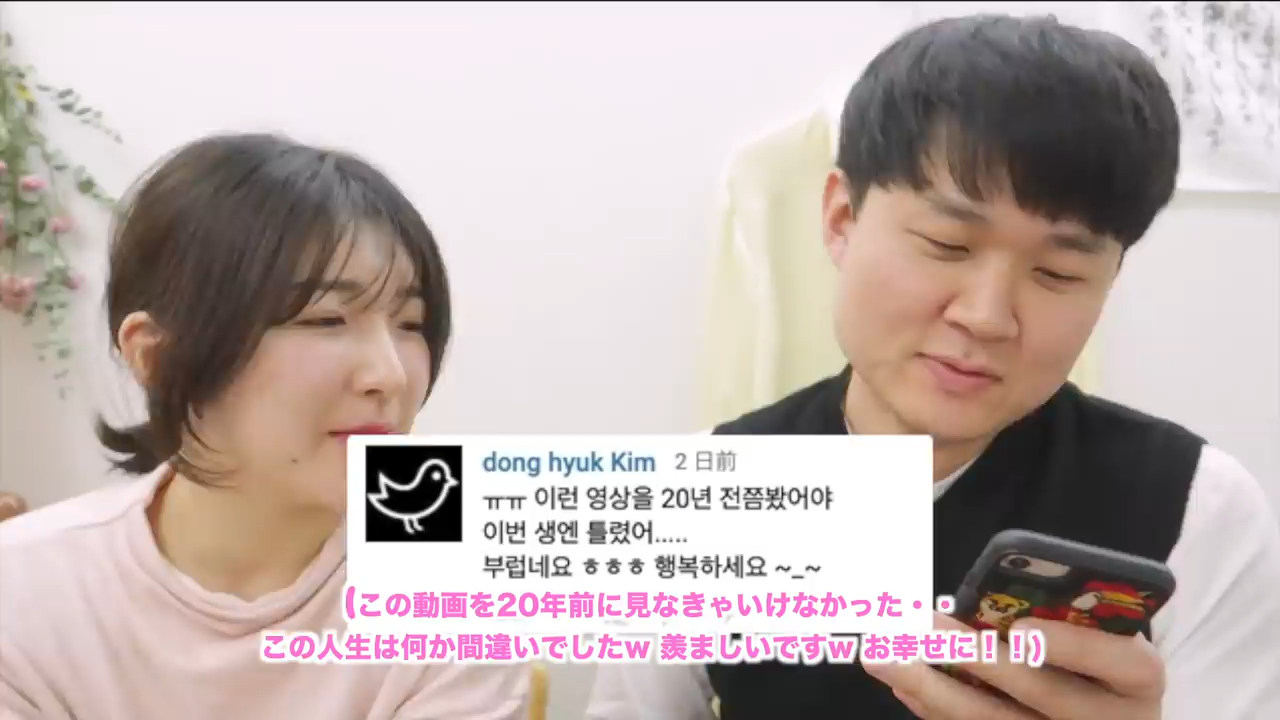 dong hyuk Kim 2 日前
ㅠㅠ 이런 영상을 20년 전쯤봤어야
이번 생엔 틀렸어.....
부럽네요 ㅎㅎㅎ 행복하세요 ~_~
(この動画を20年前に見なきゃいけなかった・・
この人生は何か間違いでしたw 羨ましいですw お幸せに！！)